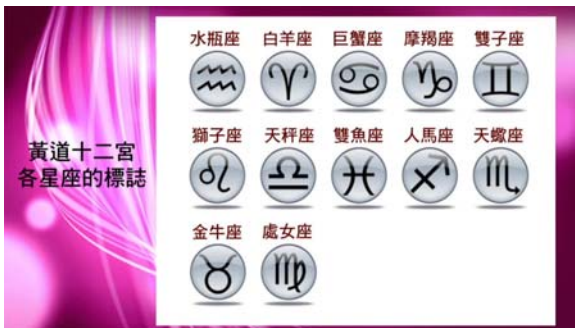 黃道十二宮
各星座的標誌
水瓶座 白羊座 巨蟹座 摩羯座 雙子座
獅子座 天秤座 雙魚座 人馬座 天蠍座
金牛座 處女座